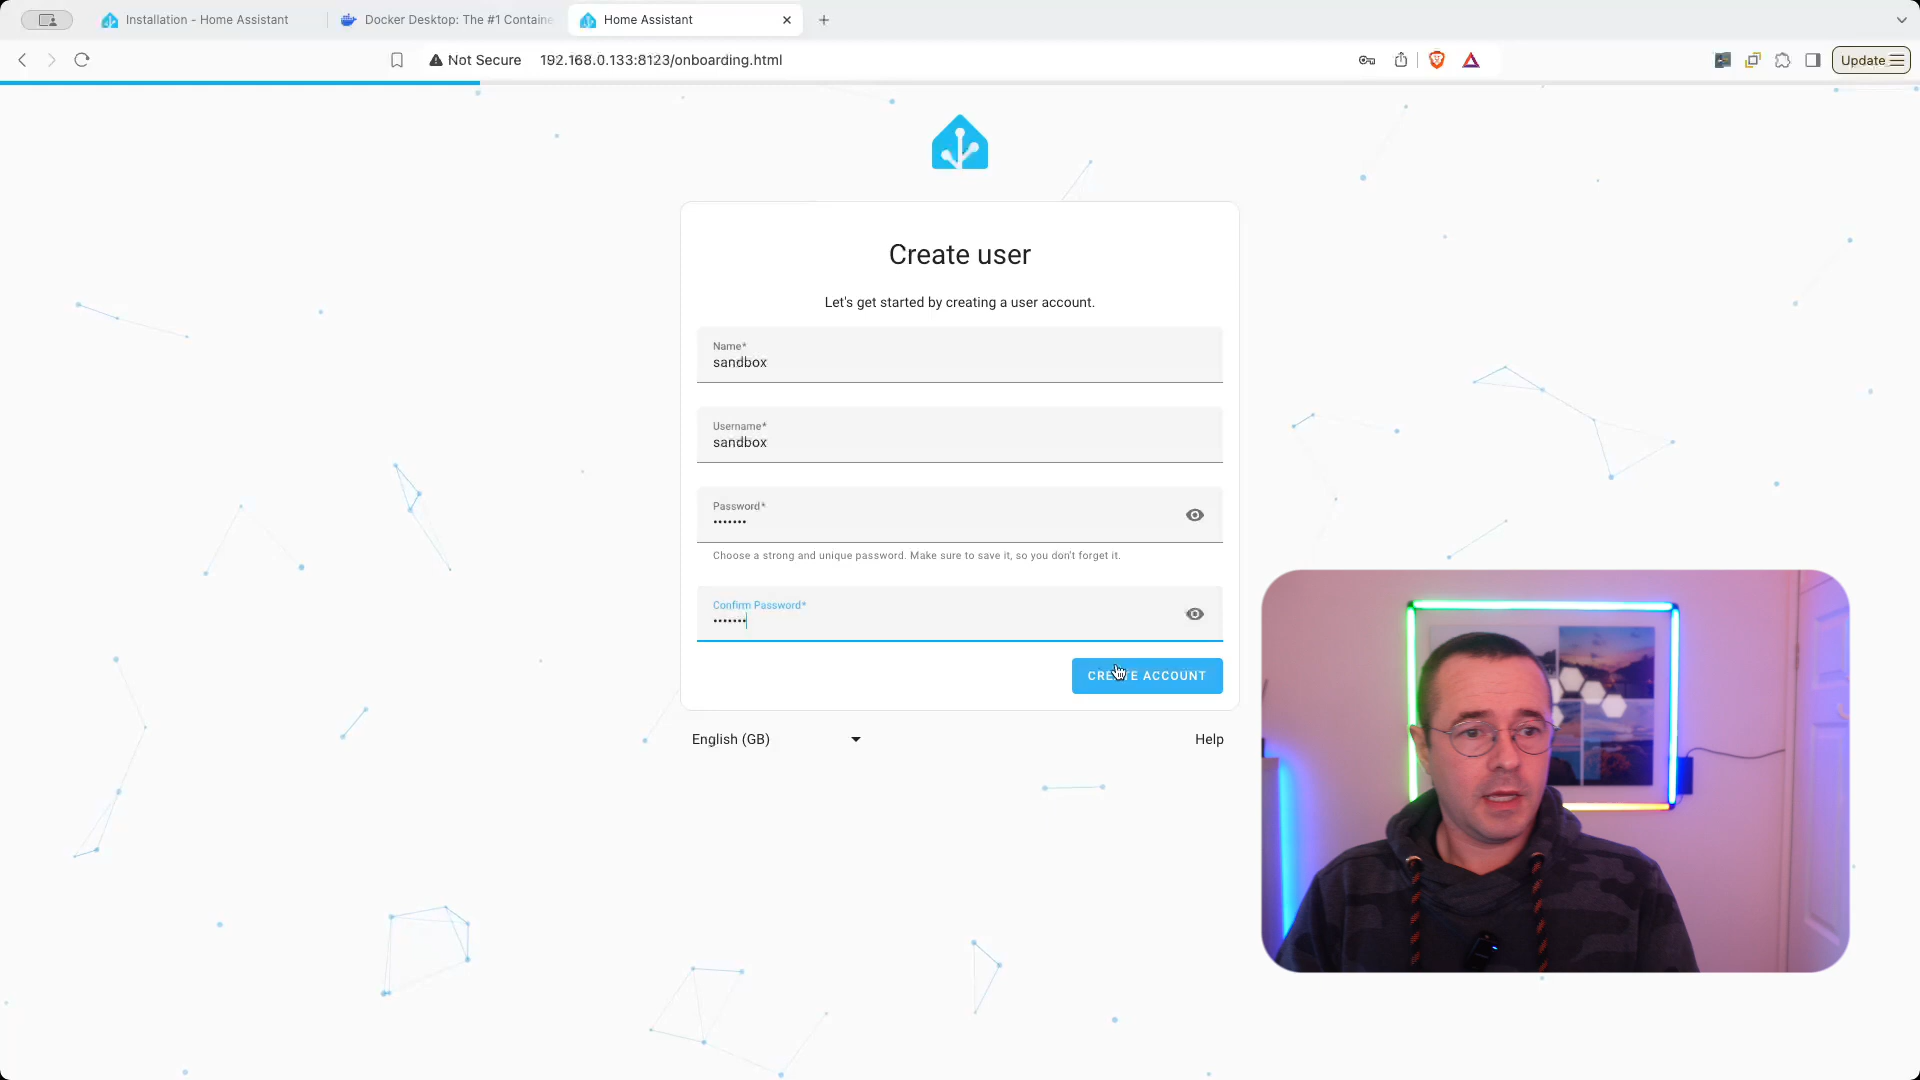 Installation - Home Assistant
Docker Desktop: The #1 Containe
Home Assistant
Not Secure
192.168.0.133:8123/onboarding.html
Update
Create user
Let's get started by creating a user account.
Name*
sandbox
Username*
sandbox
Password*
•••••••
Choose a strong and unique password. Make sure to save it, so you don't forget it.
Confirm Password*
•••••••
CREATE ACCOUNT
English (GB)
Help